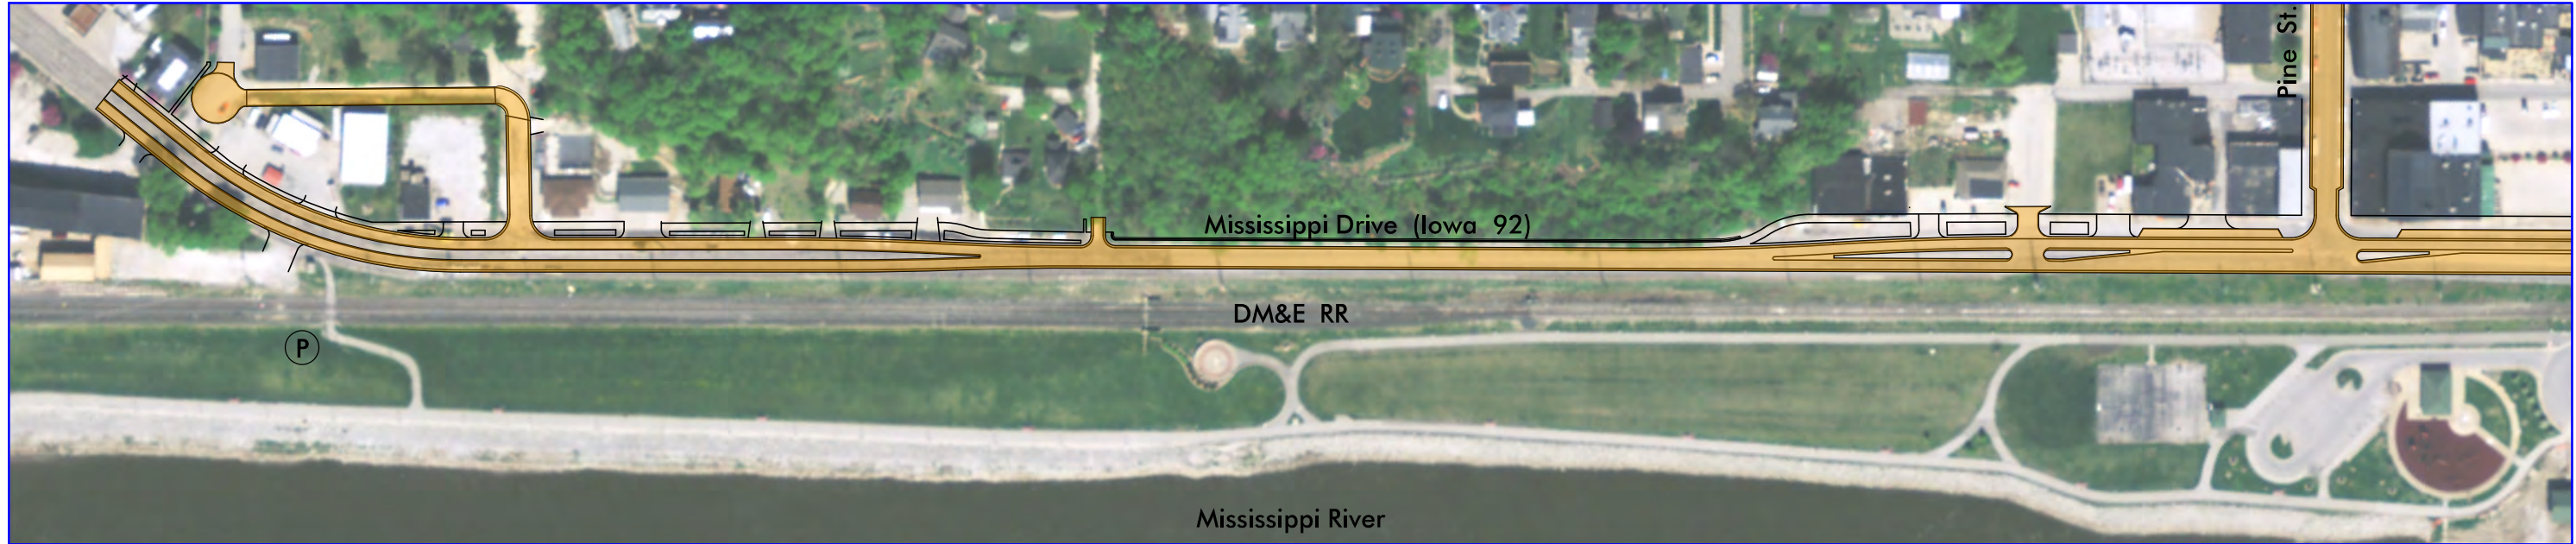 Pine St.
Mississippi Drive (Iowa 92)
DM&E RR
P
Mississippi River